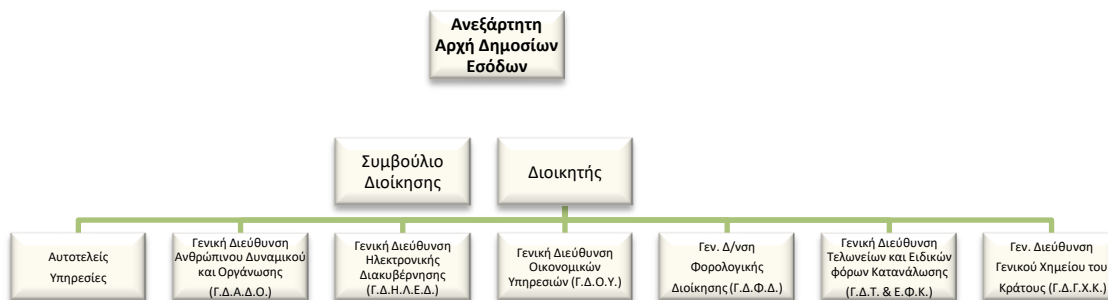 Ανεξάρτητη
Αρχή Δημοσίων
Εσόδων
Συμβούλιο
Διοίκησης
Διοικητής
Αυτοτελείς
Υπηρεσίες
Γενική Διεύθυνση
Ανθρώπινου Δυναμικού
και Οργάνωσης
(Γ.Δ.Α.Δ.Ο.)
Γενική Διεύθυνση
Ηλεκτρονικής
Διακυβέρνησης
(Γ.Δ.Η.Λ.Ε.Δ.)
Γενική Διεύθυνση
Οικονομικών
Υπηρεσιών (Γ.Δ.Ο.Υ.)
Γεν. Δ/νση
Φορολογικής
Διοίκησης (Γ.Δ.Φ.Δ.)
Γενική Διεύθυνση
Τελωνείων και Ειδικών
φόρων Κατανάλωσης
(Γ.Δ.Τ. & Ε.Φ.Κ.)
Γεν. Διεύθυνση
Γενικού Χημείου του
Κράτους (Γ.Δ.Γ.Χ.Κ.)